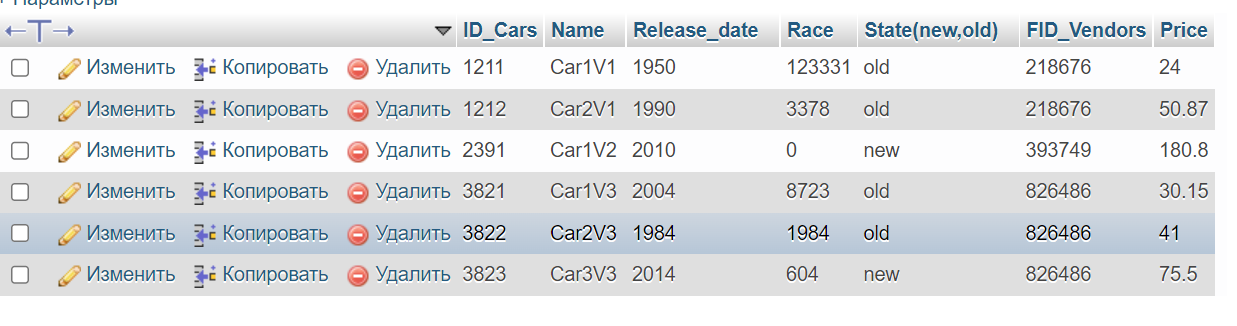 Параметры
ID_Cars Name Release_date Race State(new,old) FID_Vendors Price
Изменить Копировать Удалить 1211 Car1V1 1950 123331 old 218676 24
Изменить Копировать Удалить 1212 Car2V1 1990 3378 old 218676 50.87
Изменить Копировать Удалить 2391 Car1V2 2010 0 new 393749 180.8
Изменить Копировать Удалить 3821 Car1V3 2004 8723 old 826486 30.15
Изменить Копировать Удалить 3822 Car2V3 1984 1984 old 826486 41
Изменить Копировать Удалить 3823 Car3V3 2014 604 new 826486 75.5